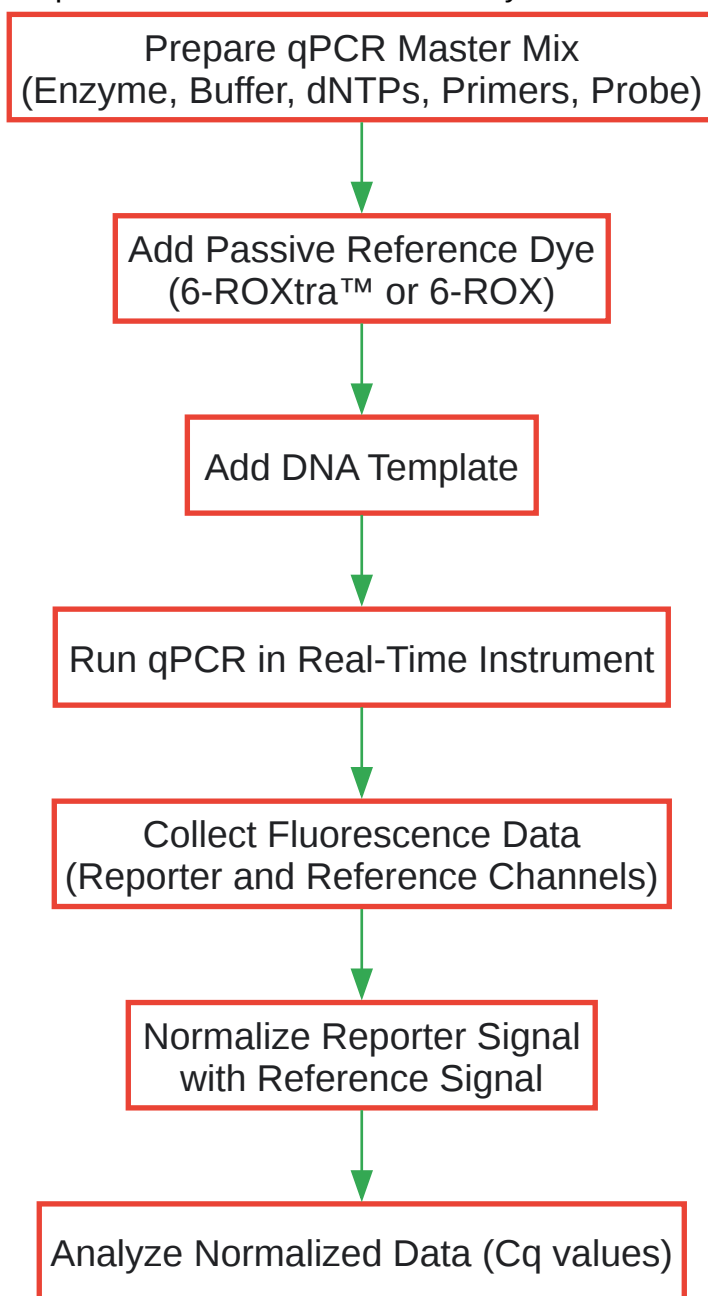 Prepare qPCR Master Mix
(Enzyme, Buffer, dNTPs, Primers, Probe)
Add Passive Reference Dye
(6-ROXtra™ or 6-ROX)
Add DNA Template
Run qPCR in Real-Time Instrument
Collect Fluorescence Data
(Reporter and Reference Channels)
Normalize Reporter Signal
with Reference Signal
Analyze Normalized Data (Cq values)